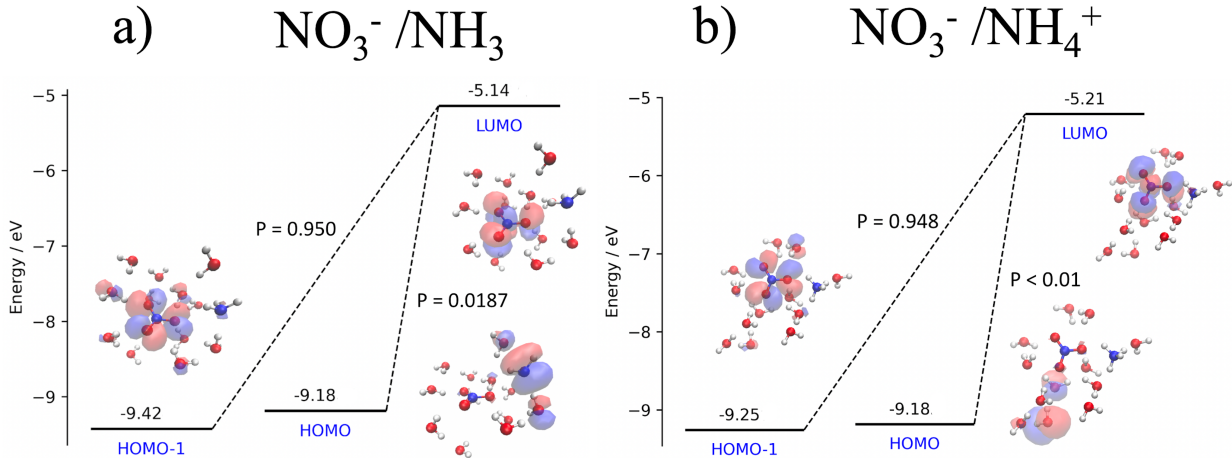 a) NO₃⁻ /NH₃
Energy / eV
−5
−6
−7
−8
−9
-5.14
LUMO
P = 0.950
P = 0.0187
-9.42
HOMO-1
-9.18
HOMO
b) NO₃⁻ /NH₄⁺
Energy / eV
−5
−6
−7
−8
−9
-5.21
LUMO
P = 0.948
P < 0.01
-9.25
HOMO-1
-9.18
HOMO